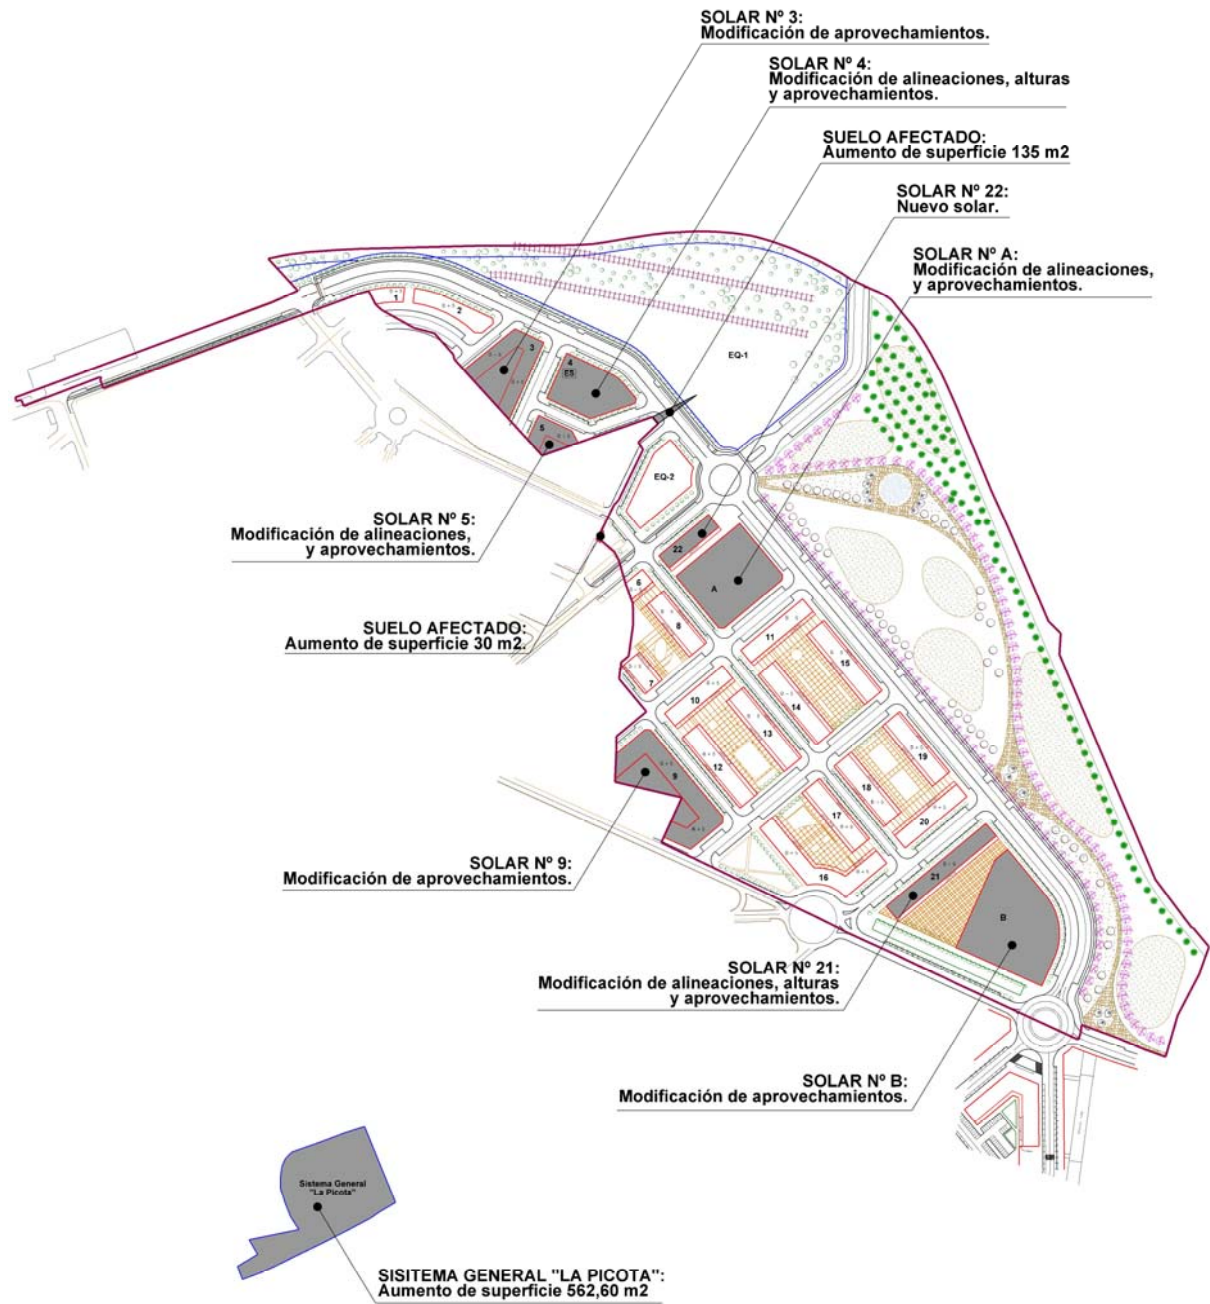 SOLAR Nº 3:
Modificación de aprovechamientos.
SOLAR Nº 4:
Modificación de alineaciones, alturas
y aprovechamientos.
SUELO AFECTADO:
Aumento de superficie 135 m2
SOLAR Nº 22:
Nuevo solar.
SOLAR Nº A:
Modificación de alineaciones,
y aprovechamientos.
1
2
3
4
ES
EQ-1
5
EQ-2
SOLAR Nº 5:
Modificación de alineaciones,
y aprovechamientos.
22
A
6
8
SUELO AFECTADO:
Aumento de superficie 30 m2.
11
15
7
10
14
13
12
9
19
18
17
20
SOLAR Nº 9:
Modificación de aprovechamientos.
16
21
B
SOLAR Nº 21:
Modificación de alineaciones, alturas
y aprovechamientos.
SOLAR Nº B:
Modificación de aprovechamientos.
Sistema General
"La Picota"
SISITEMA GENERAL "LA PICOTA":
Aumento de superficie 562,60 m2